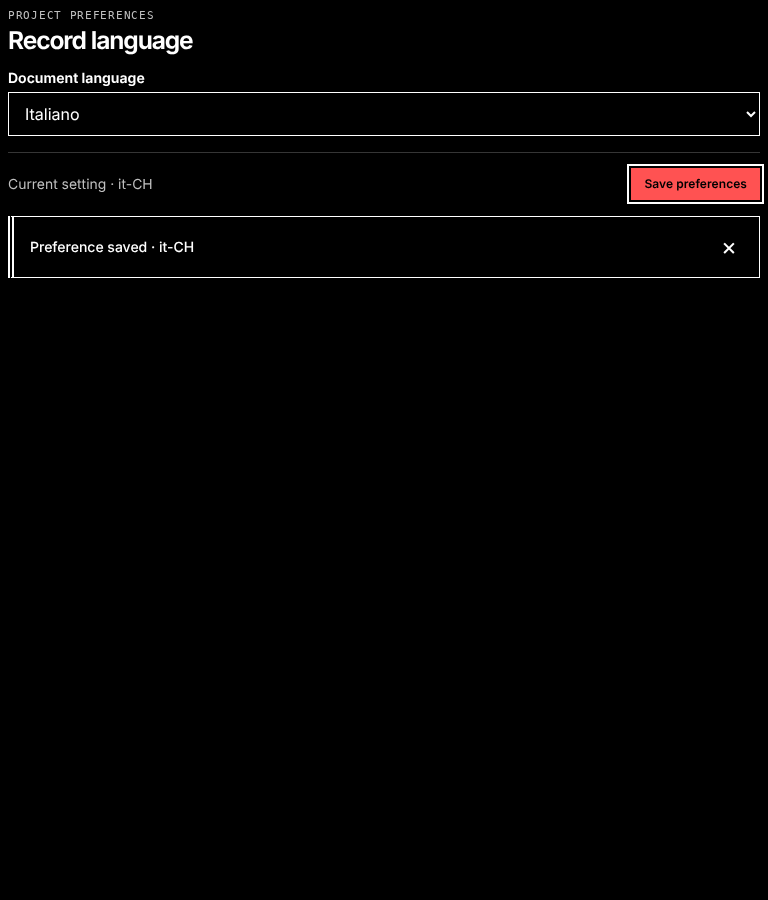 PROJECT PREFERENCES
Record language
Document language
Italiano
Current setting · it-CH
Save preferences
Preference saved · it-CH